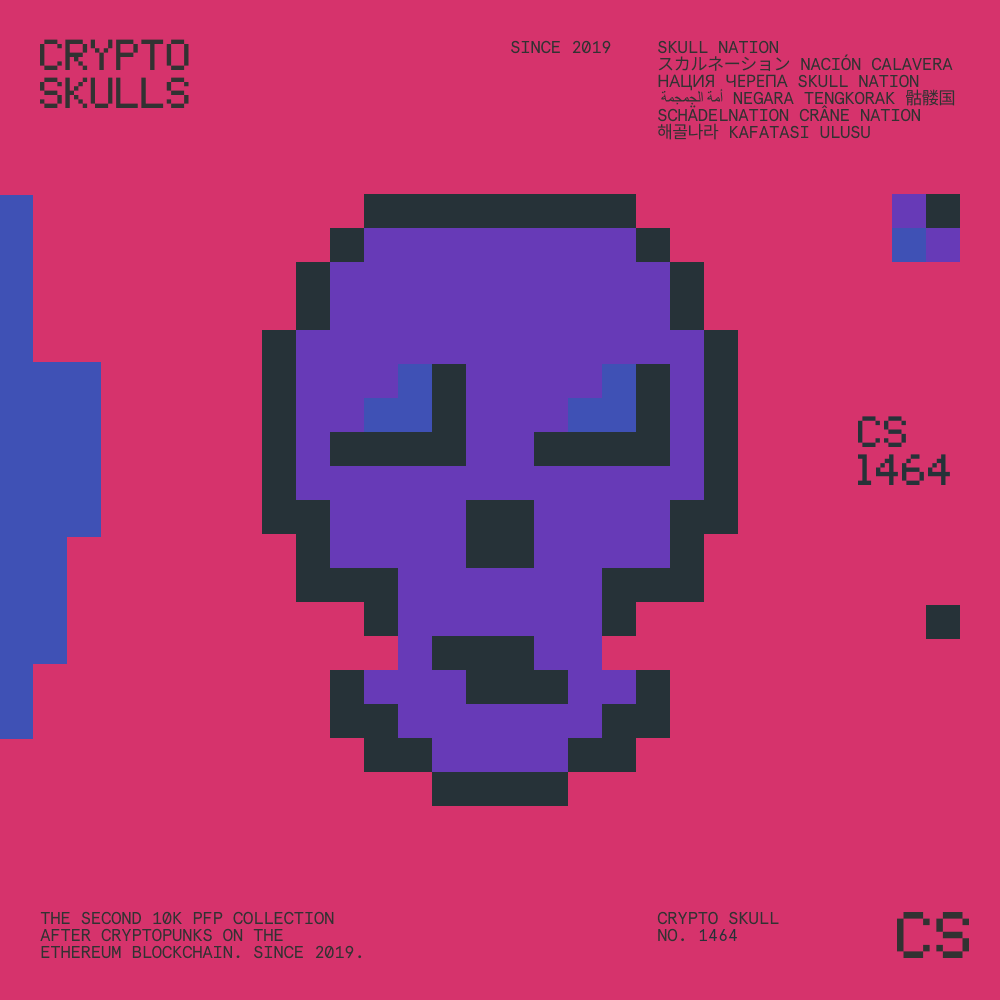 CRYPTO
SKULLS
SINCE 2019
SKULL NATION
スカルネーション NACIÓN CALAVERA
НАЦИЯ ЧЕРЕПА SKULL NATION
أمة الجمجمة NEGARA TENGKORAK 骷髅国
SCHÄDELNATION CRÂNE NATION
해골나라 KAFATASI ULUSU
CS
1464
THE SECOND 10K PFP COLLECTION
AFTER CRYPTOPUNKS ON THE
ETHEREUM BLOCKCHAIN. SINCE 2019.
CRYPTO SKULL
NO. 1464
CS